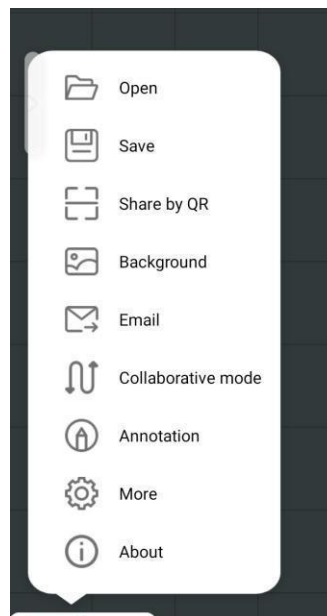 Open
Save
Share by QR
Background
Email
Collaborative mode
Annotation
More
About